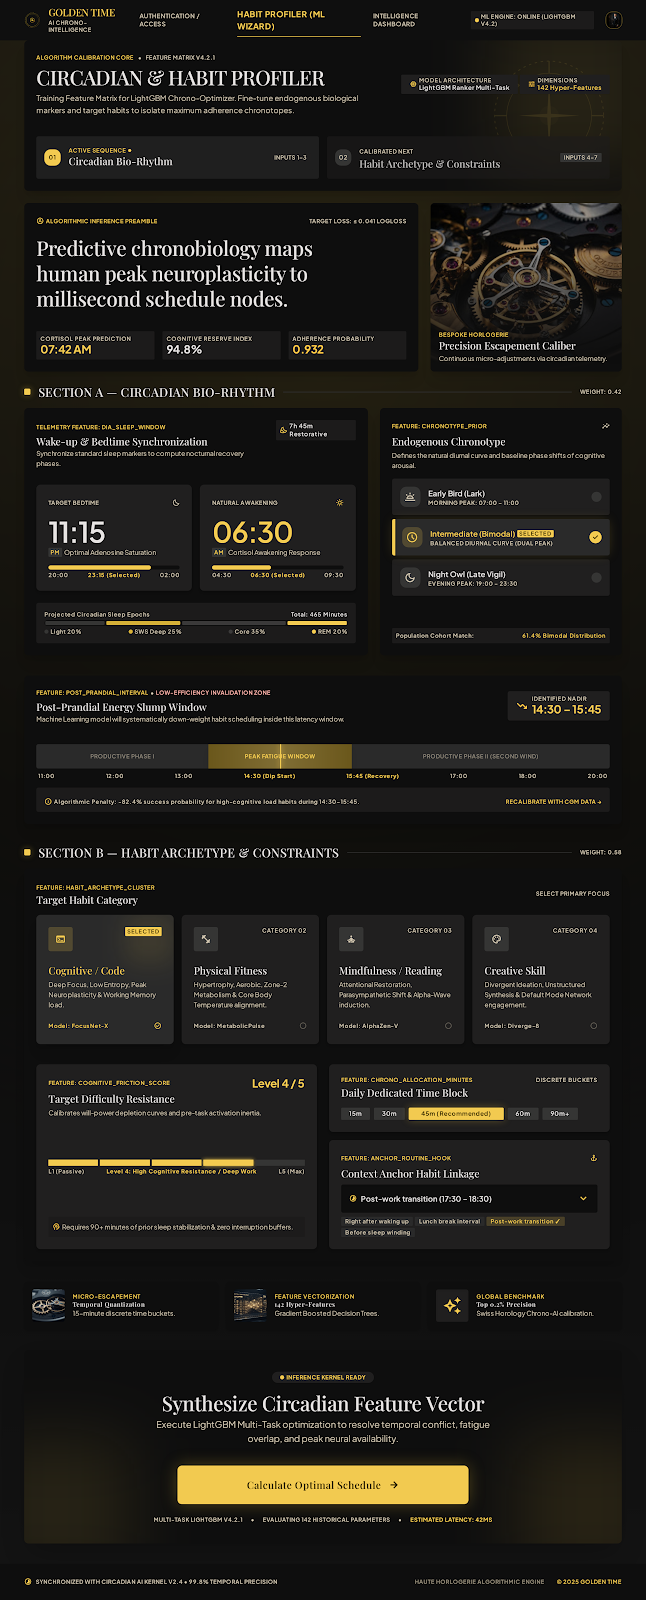 GOLDEN TIME
AI CHRONO-
INTELLIGENCE
AUTHENTICATION /
ACCESS
HABIT PROFILER (ML
WIZARD)
INTELLIGENCE
DASHBOARD
ML ENGINE: ONLINE (LIGHTGBM
V4.2)
ALGORITHM CALIBRATION CORE • FEATURE MATRIX V4.2.1
CIRCADIAN & HABIT PROFILER
Training Feature Matrix for LightGBM Chrono-Optimizer. Fine-tune endogenous biological
markers and target habits to isolate maximum adherence chronotopes.
MODEL ARCHITECTURE
LightGBM Ranker Multi-Task
DIMENSIONS
142 Hyper-Features
01
ACTIVE SEQUENCE
Circadian Bio-Rhythm
INPUTS 1-3
02
CALIBRATED NEXT
Habit Archetype & Constraints
INPUTS 4-7
ALGORITHMIC INFERENCE PREAMBLE
TARGET LOSS: ≤ 0.041 LOGLOSS
Predictive chronobiology maps
human peak neuroplasticity to
millisecond schedule nodes.
CORTISOL PEAK PREDICTION
07:42 AM
COGNITIVE RESERVE INDEX
94.8%
ADHERENCE PROBABILITY
0.932
BESPOKE HORLOGERIE
Precision Escapement Caliber
Continuous micro-adjustments via circadian telemetry.
SECTION A — CIRCADIAN BIO-RHYTHM
WEIGHT: 0.42
TELEMETRY FEATURE: DIA_SLEEP_WINDOW
Wake-up & Bedtime Synchronization
Synchronize standard sleep markers to compute nocturnal recovery
phases.
7h 45m
Restorative
TARGET BEDTIME
11:15
PM Optimal Adenosine Saturation
20:00 23:15 (Selected) 02:00
NATURAL AWAKENING
06:30
AM Cortisol Awakening Response
04:30 06:30 (Selected) 09:30
Projected Circadian Sleep Epochs
Total: 465 Minutes
Light 20% SWS Deep 25% Core 35% REM 20%
FEATURE: CHRONOTYPE_PRIOR
Endogenous Chronotype
Defines the natural diurnal curve and baseline phase shifts of cognitive
arousal.
Early Bird (Lark)
MORNING PEAK: 07:00 – 11:00
Intermediate (Bimodal) SELECTED
BALANCED DIURNAL CURVE (DUAL PEAK)
Night Owl (Late Vigil)
EVENING PEAK: 19:00 – 23:30
Population Cohort Match:
61.4% Bimodal Distribution
FEATURE: POST_PRANDIAL_INTERVAL • LOW-EFFICIENCY INVALIDATION ZONE
Post-Prandial Energy Slump Window
Machine Learning model will systematically down-weight habit scheduling inside this latency window.
IDENTIFIED NADIR
14:30 – 15:45
PRODUCTIVE PHASE I
PEAK FATIGUE WINDOW
PRODUCTIVE PHASE II (SECOND WIND)
11:00 12:00 13:00 14:30 (Dip Start) 15:45 (Recovery) 17:00 18:00 20:00
Algorithmic Penalty: -82.4% success probability for high-cognitive load habits during 14:30-15:45.
RECALIBRATE WITH CGM DATA →
SECTION B — HABIT ARCHETYPE & CONSTRAINTS
WEIGHT: 0.58
FEATURE: HABIT_ARCHETYPE_CLUSTER
Target Habit Category
SELECT PRIMARY FOCUS
SELECTED
Cognitive / Code
Deep Focus, Low Entropy, Peak
Neuroplasticity & Working Memory
load.
Model: FocusNet-X
CATEGORY 02
Physical Fitness
Hypertrophy, Aerobic, Zone-2
Metabolism & Core Body
Temperature alignment.
Model: MetabolicPulse
CATEGORY 03
Mindfulness / Reading
Attentional Restoration,
Parasympathetic Shift & Alpha-Wave
induction.
Model: AlphaZen-V
CATEGORY 04
Creative Skill
Divergent Ideation, Unstructured
Synthesis & Default Mode Network
engagement.
Model: Diverge-8
FEATURE: COGNITIVE_FRICTION_SCORE
Target Difficulty Resistance
Level 4 / 5
Calibrates will-power depletion curves and pre-task activation inertia.
L1 (Passive) Level 4: High Cognitive Resistance / Deep Work L5 (Max)
Requires 90+ minutes of prior sleep stabilization & zero interruption buffers.
FEATURE: CHRONO_ALLOCATION_MINUTES
DISCRETE BUCKETS
Daily Dedicated Time Block
15m 30m 45m (Recommended) 60m 90m+
FEATURE: ANCHOR_ROUTINE_HOOK
Context Anchor Habit Linkage
Post-work transition (17:30 – 18:30)
Right after waking up Lunch break interval Post-work transition ✓
Before sleep winding
MICRO-ESCAPEMENT
Temporal Quantization
15-minute discrete time buckets.
FEATURE VECTORIZATION
142 Hyper-Features
Gradient Boosted Decision Trees.
GLOBAL BENCHMARK
Top 0.2% Precision
Swiss Horology Chrono-AI calibration.
INFERENCE KERNEL READY
Synthesize Circadian Feature Vector
Execute LightGBM Multi-Task optimization to resolve temporal conflict, fatigue
overlap, and peak neural availability.
Calculate Optimal Schedule →
MULTI-TASK LIGHTGBM V4.2.1 • EVALUATING 142 HISTORICAL PARAMETERS • ESTIMATED LATENCY: 42MS
SYNCHRONIZED WITH CIRCADIAN AI KERNEL V2.4 • 99.8% TEMPORAL PRECISION
HAUTE HORLOGERIE ALGORITHMIC ENGINE
© 2025 GOLDEN TIME